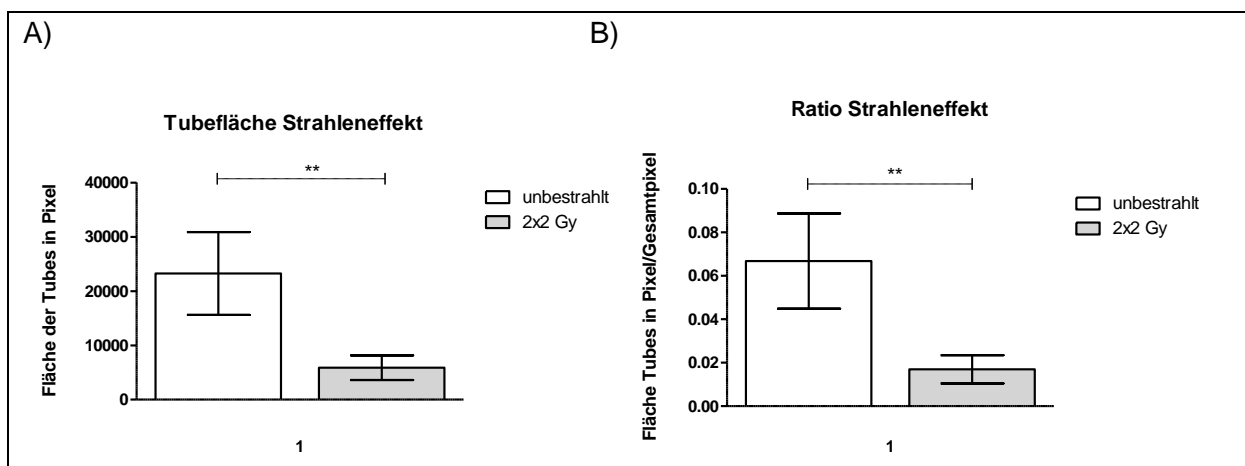 A)
Tubefläche Strahleneffekt
**
Fläche der Tubes in Pixel
40000
30000
20000
10000
0
1
unbestrahlt
2x2 Gy
B)
Ratio Strahleneffekt
**
Fläche Tubes in Pixel/Gesamtpixel
0.10
0.08
0.06
0.04
0.02
0.00
1
unbestrahlt
2x2 Gy